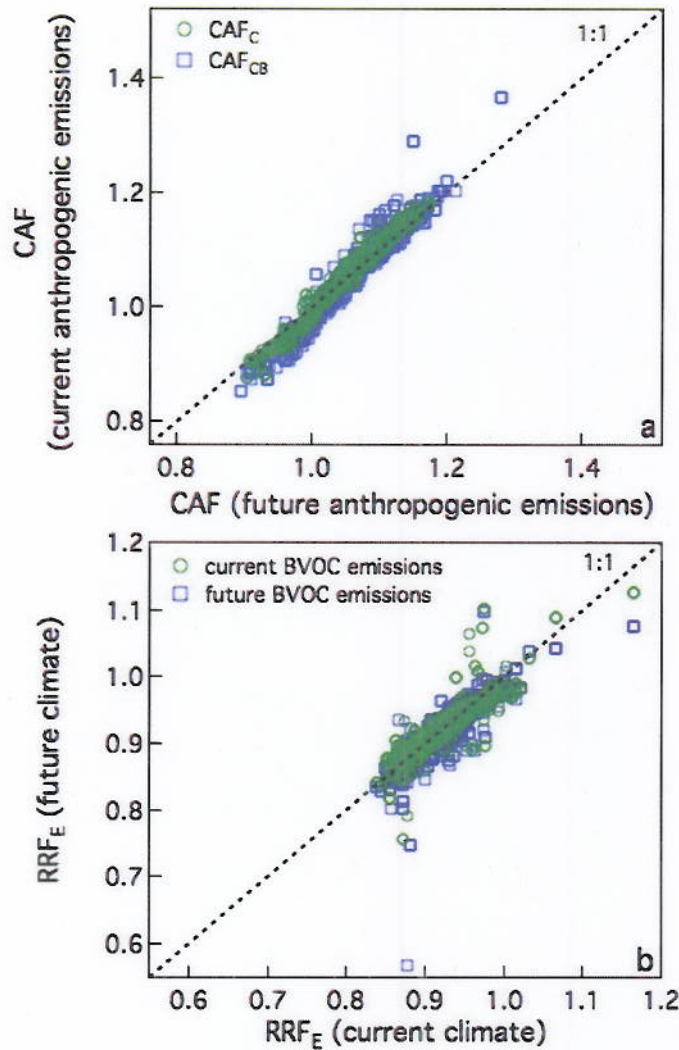 1:1
CAF_C
CAF_CB
1.4
1.2
1.0
0.8
CAF
(current anthropogenic emissions)
a
0.8 1.0 1.2 1.4
CAF (future anthropogenic emissions)
1.2
1.1
1.0
0.9
0.8
0.7
0.6
1:1
current BVOC emissions
future BVOC emissions
RRF_E (future climate)
b
0.6 0.7 0.8 0.9 1.0 1.1 1.2
RRF_E (current climate)